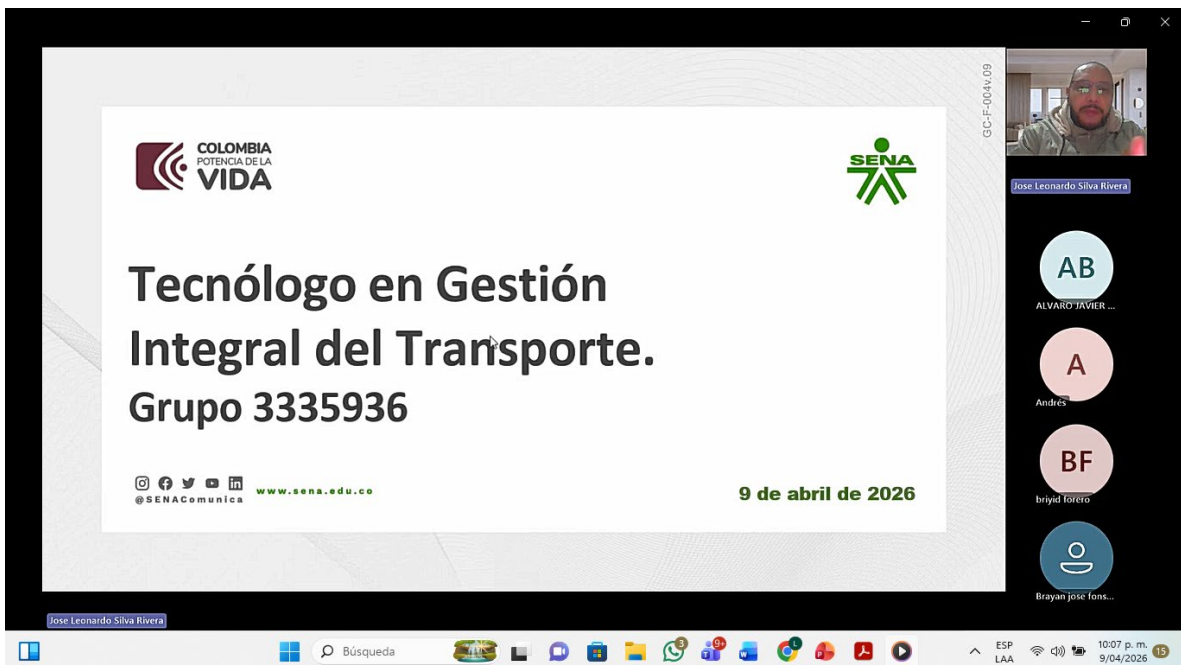 GC-F-004v.09
COLOMBIA
POTENCIA DE LA
VIDA
SENA
Tecnólogo en Gestión
Integral del Transporte.
Grupo 3335936
@SENAComunica
www.sena.edu.co
9 de abril de 2026
Jose Leonardo Silva Rivera
AB
ALVARO JAVIER ...
A
Andrés
BF
briyid forero
Brayan jose fons...
Jose Leonardo Silva Rivera
Búsqueda
3
9+
ESP
LAA
10:07 p. m.
9/04/2026
15